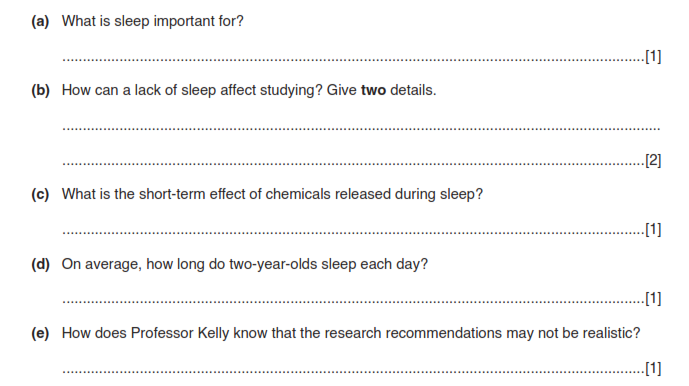 (a) What is sleep important for?
..............................................................................................................................................[1]
(b) How can a lack of sleep affect studying? Give two details.
..................................................................................................................................................
..............................................................................................................................................[2]
(c) What is the short-term effect of chemicals released during sleep?
..............................................................................................................................................[1]
(d) On average, how long do two-year-olds sleep each day?
..............................................................................................................................................[1]
(e) How does Professor Kelly know that the research recommendations may not be realistic?
..............................................................................................................................................[1]